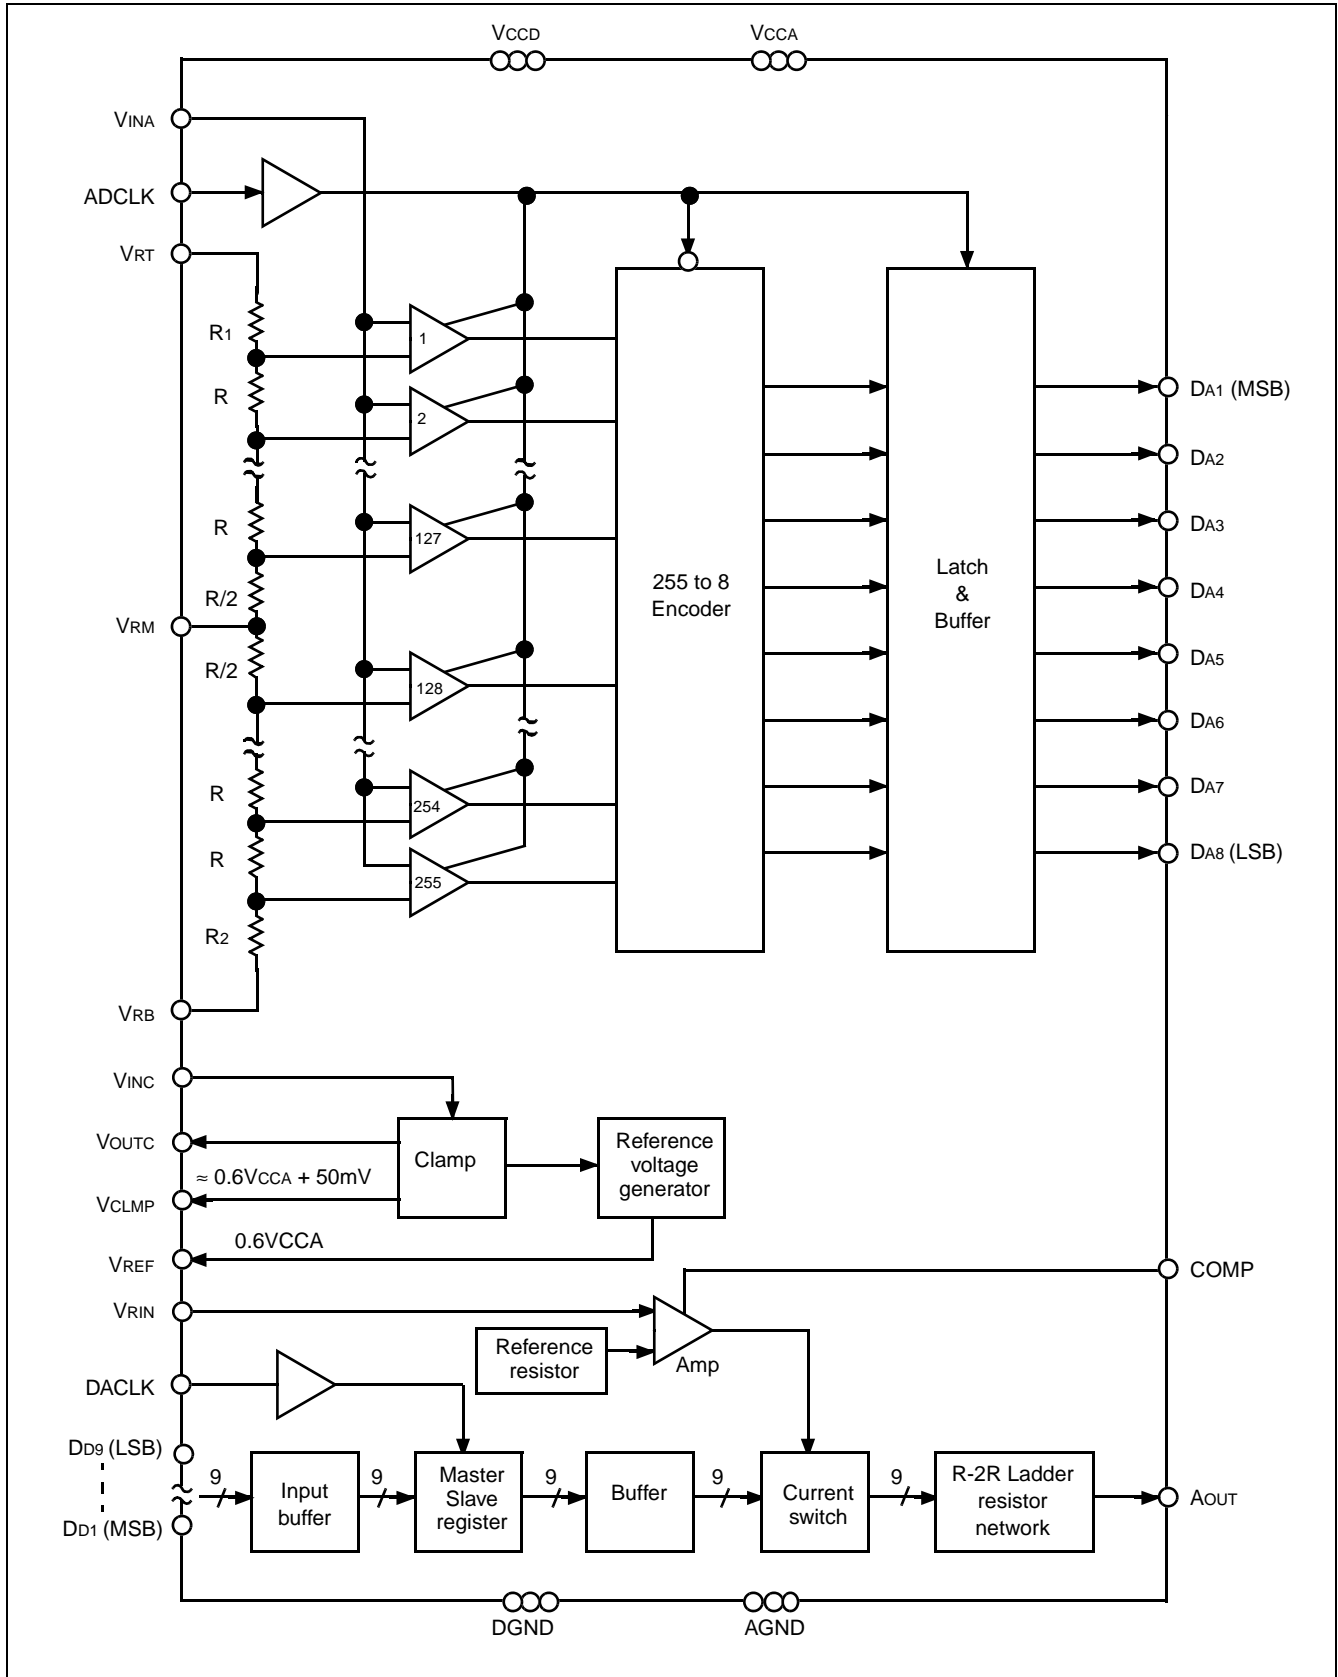 VCCD
VCCA
VINA
ADCLK
VRT
R1
1
R
2
DA1 (MSB)
DA2
R
127
DA3
255 to 8
Encoder
Latch
&
Buffer
R/2
DA4
VRM
R/2
128
DA5
DA6
R
254
DA7
R
255
DA8 (LSB)
R2
VRB
VINC
VOUTC
Clamp
Reference
voltage
generator
≈ 0.6VCCA + 50mV
VCLMP
0.6VCCA
VREF
COMP
VRIN
Reference
resistor
Amp
DACLK
DD9 (LSB)
DD1 (MSB)
9
Input
buffer
9
Master
Slave
register
9
Buffer
9
Current
switch
9
R-2R Ladder
resistor
network
AOUT
DGND
AGND